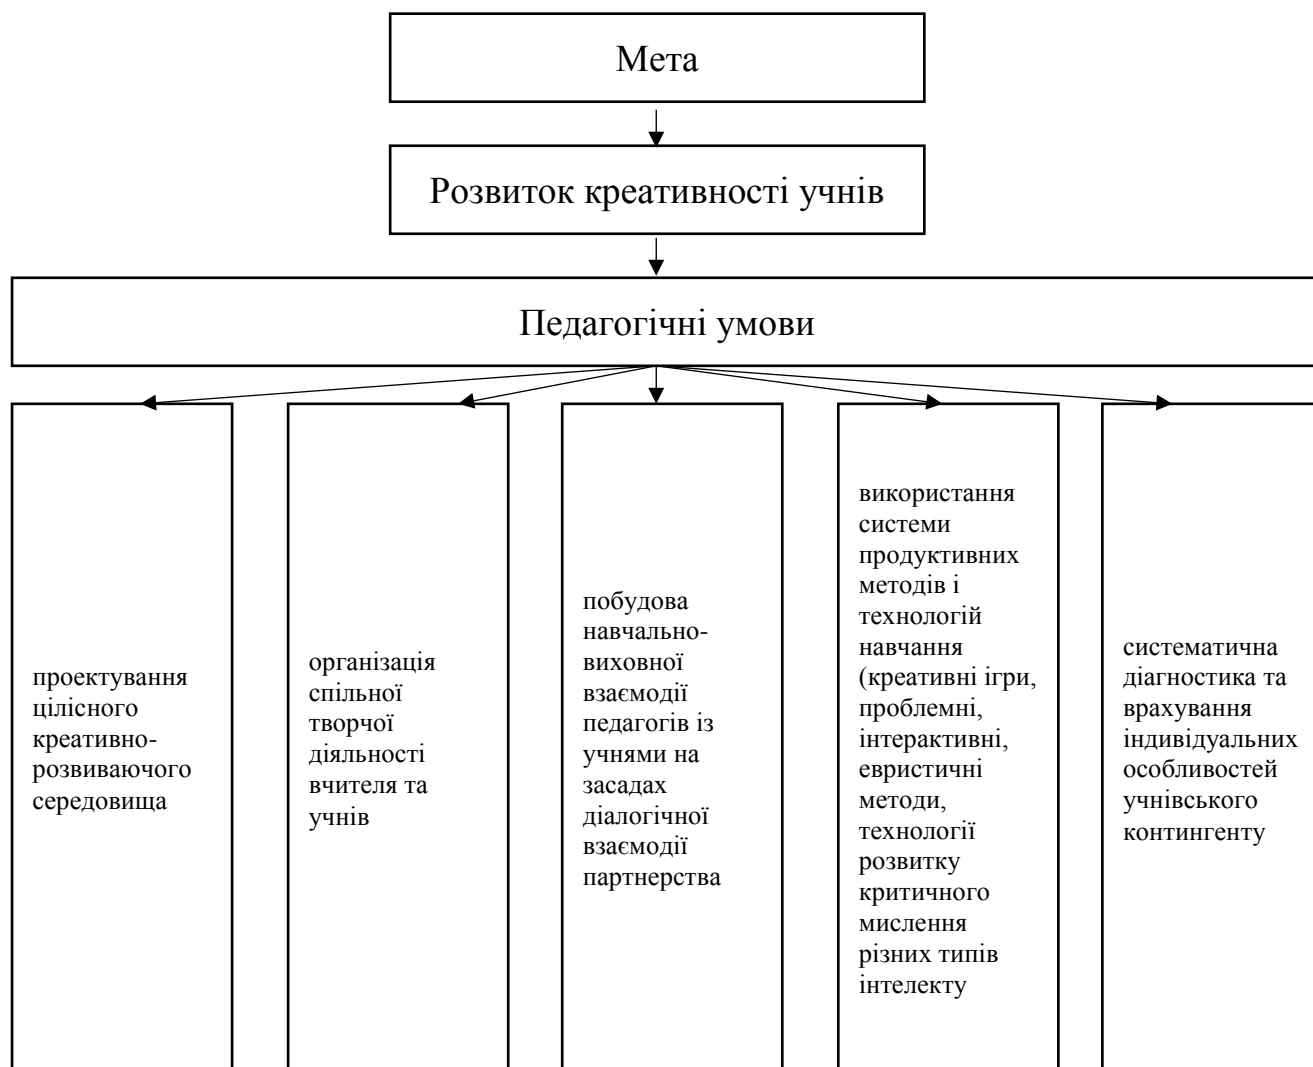 Мета
Розвиток креативності учнів
Педагогічні умови
проектування
цілісного
креативно-
розвиваючого
середовища
організація
спільної
творчої
діяльності
вчителя та
учнів
побудова
навчально-
виховної
взаємодії
педагогів із
учнями на
засадах
діалогічної
взаємодії
партнерства
використання
системи
продуктивних
методів і
технологій
навчання
(креативні ігри,
проблемні,
інтерактивні,
евристичні
методи,
технології
розвитку
критичного
мислення
різних типів
інтелекту
систематична
діагностика та
врахування
індивідуальних
особливостей
учнівського
контингенту